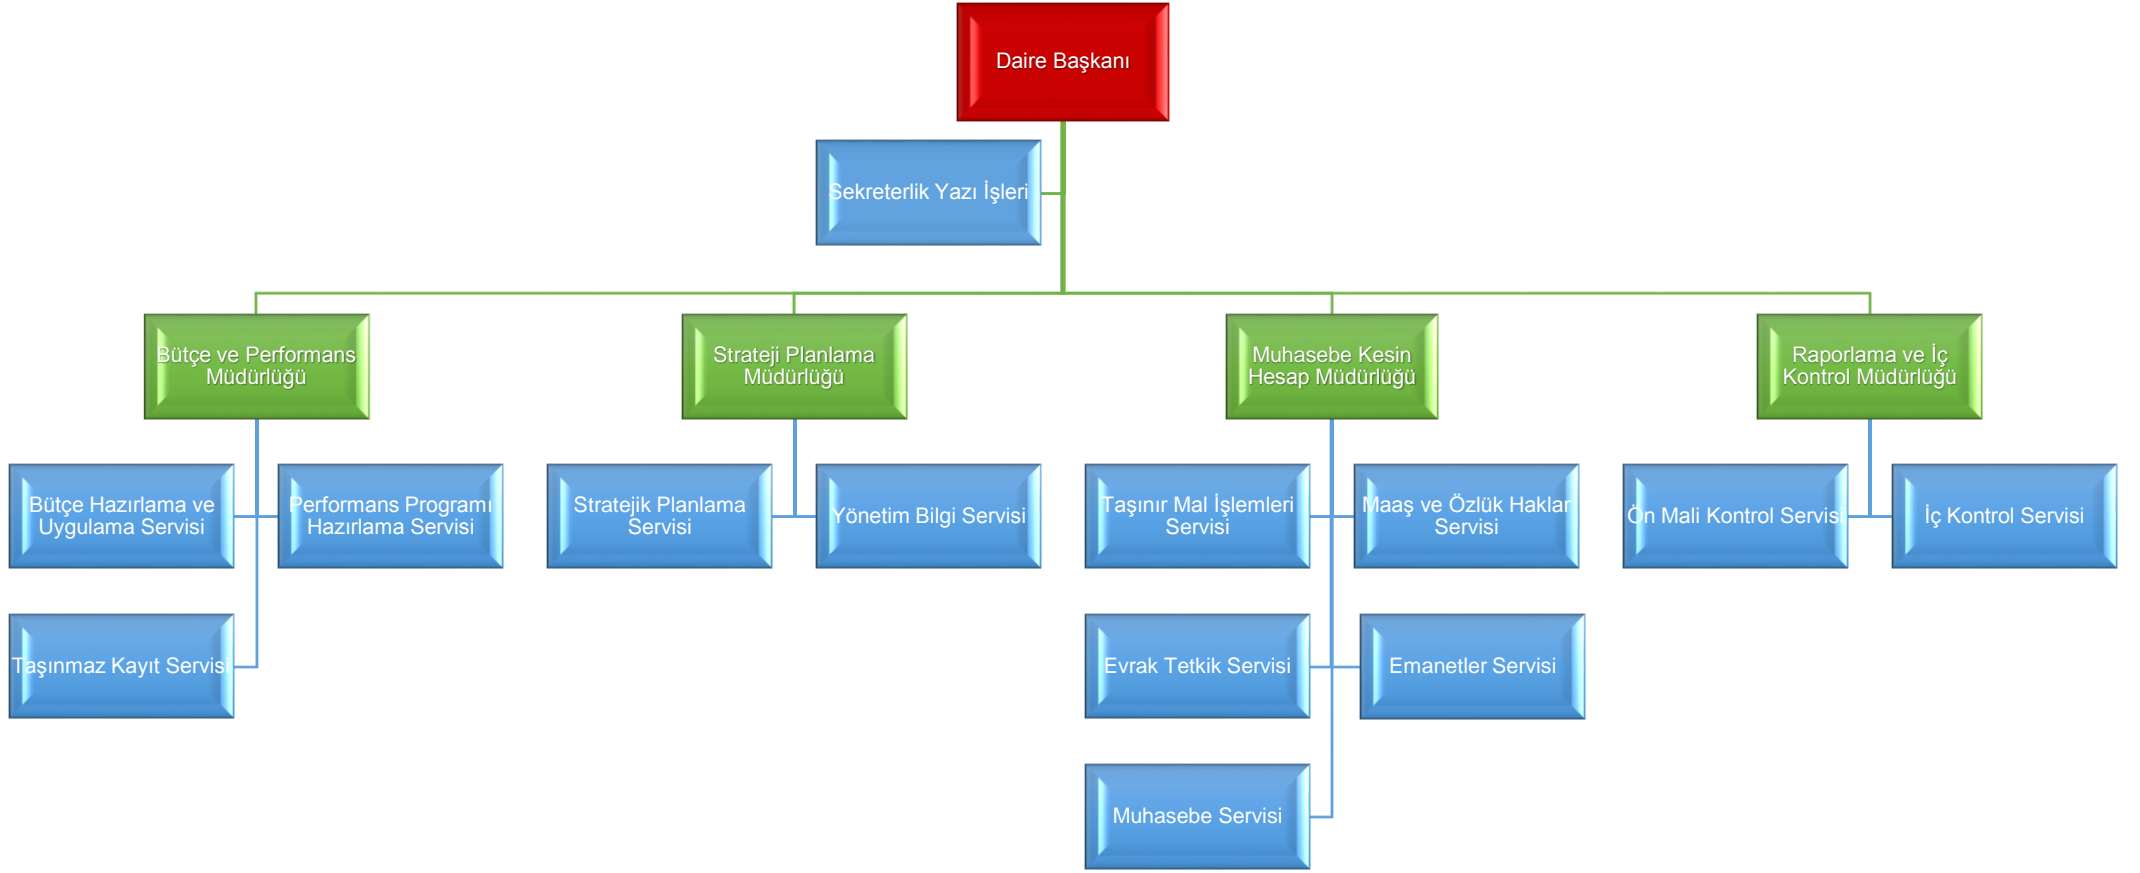 Daire Başkanı
Sekreterlik Yazı İşleri
Bütçe ve Performans
Müdürlüğü
Strateji Planlama
Müdürlüğü
Muhasebe Kesin
Hesap Müdürlüğü
Raporlama ve İç
Kontrol Müdürlüğü
Bütçe Hazırlama ve
Uygulama Servisi
Performans Programı
Hazırlama Servisi
Stratejik Planlama
Servisi
Yönetim Bilgi Servisi
Taşınır Mal İşlemleri
Servisi
Maaş ve Özlük Haklar
Servisi
Ön Mali Kontrol Servisi
İç Kontrol Servisi
Taşınmaz Kayıt Servisi
Evrak Tetkik Servisi
Emanetler Servisi
Muhasebe Servisi